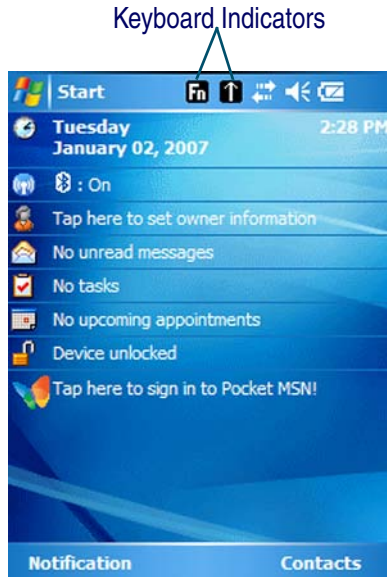 Keyboard Indicators
Start Fn
Tuesday 2:28 PM
January 02, 2007
: On
Tap here to set owner information
No unread messages
No tasks
No upcoming appointments
Device unlocked
Tap here to sign in to Pocket MSN!
Notification Contacts